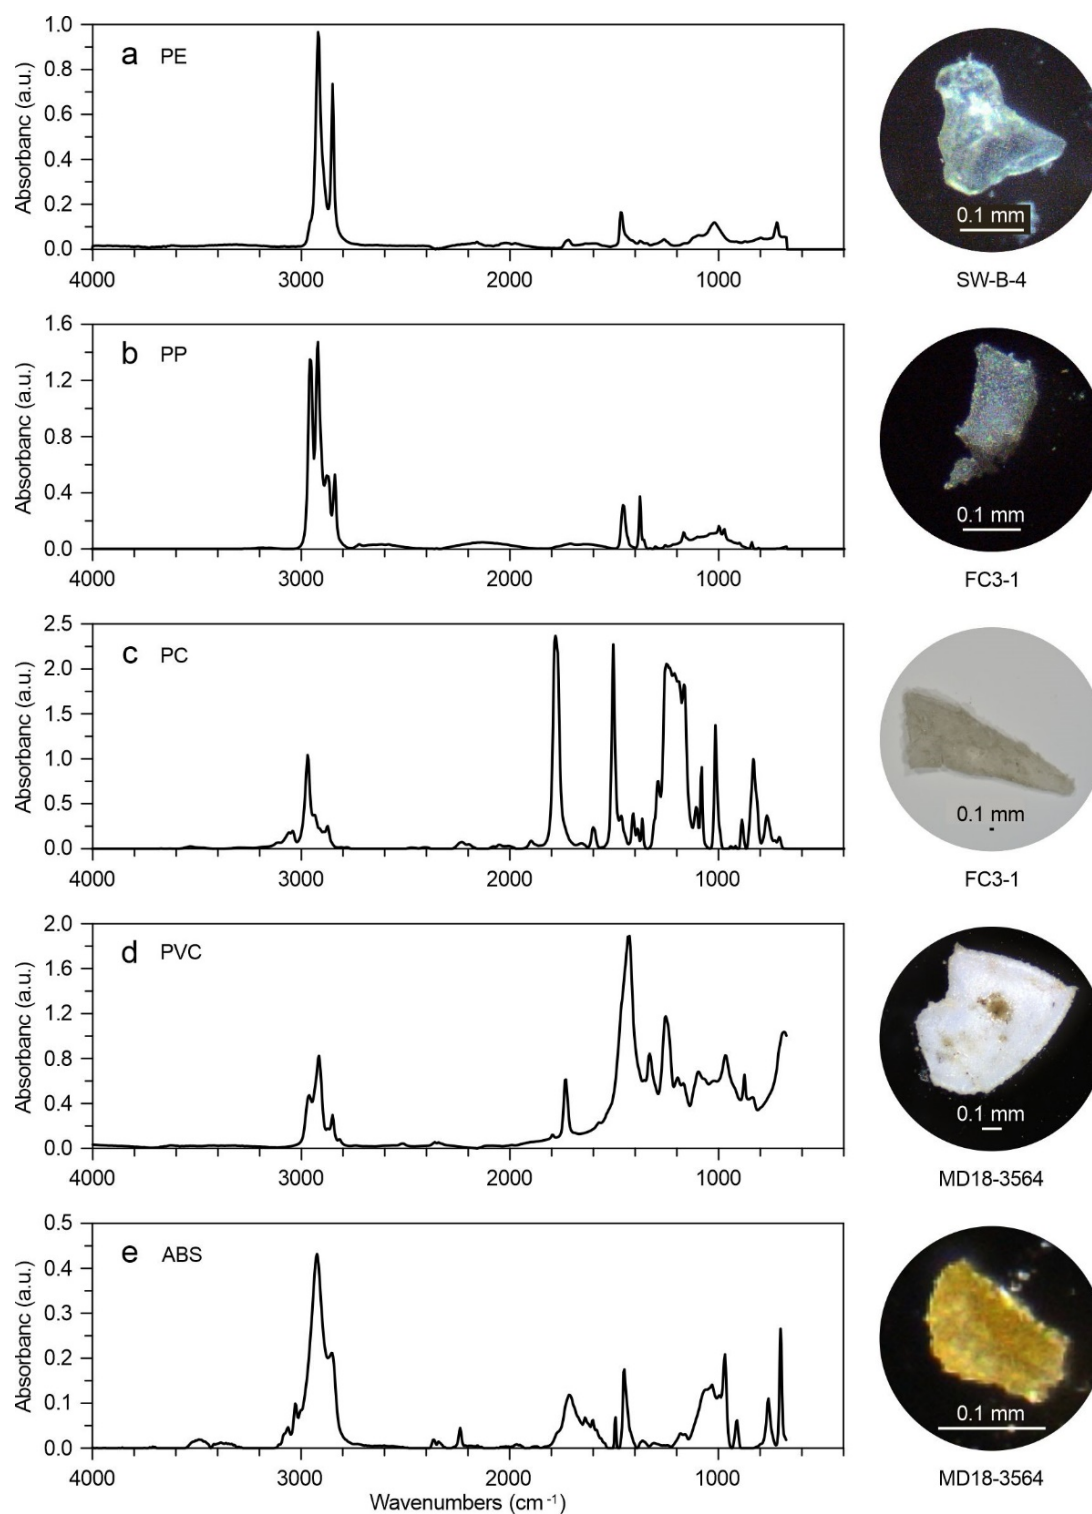 a PE
Absorbanc (a.u.)
1.0
0.8
0.6
0.4
0.2
0.0
4000 3000 2000 1000
0.1 mm
SW-B-4
b PP
Absorbanc (a.u.)
1.6
1.2
0.8
0.4
0.0
4000 3000 2000 1000
0.1 mm
FC3-1
c PC
Absorbanc (a.u.)
2.5
2.0
1.5
1.0
0.5
0.0
4000 3000 2000 1000
0.1 mm
FC3-1
d PVC
Absorbanc (a.u.)
2.0
1.6
1.2
0.8
0.4
0.0
4000 3000 2000 1000
0.1 mm
MD18-3564
e ABS
Absorbanc (a.u.)
0.5
0.4
0.3
0.2
0.1
0.0
4000 3000 2000 1000
Wavenumbers (cm⁻¹)
0.1 mm
MD18-3564